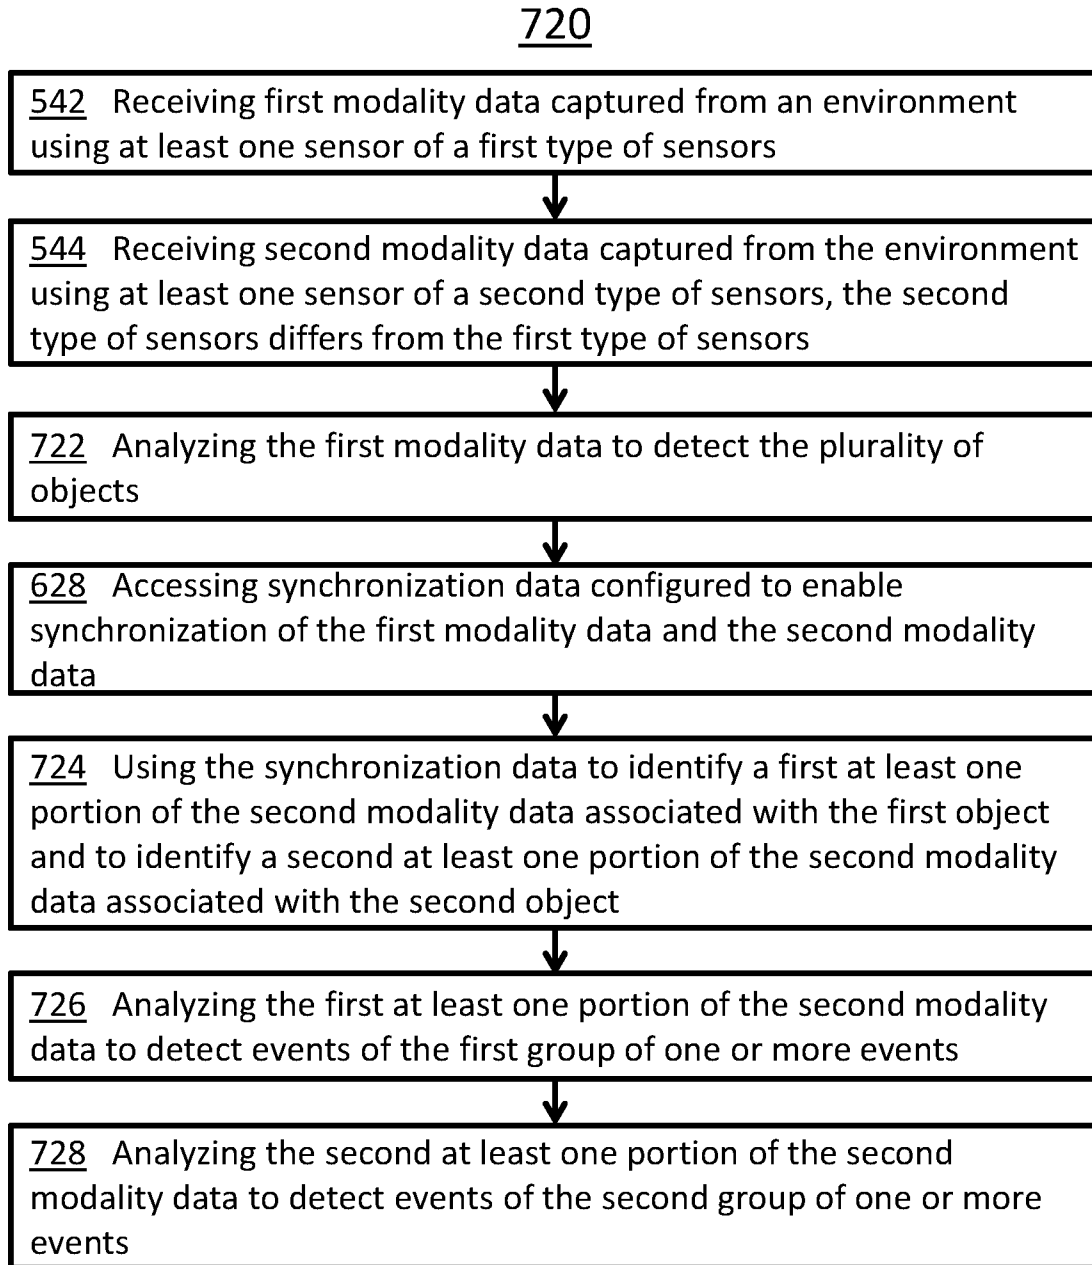 720
542 Receiving first modality data captured from an environment
using at least one sensor of a first type of sensors
544 Receiving second modality data captured from the environment
using at least one sensor of a second type of sensors, the second
type of sensors differs from the first type of sensors
722 Analyzing the first modality data to detect the plurality of
objects
628 Accessing synchronization data configured to enable
synchronization of the first modality data and the second modality
data
724 Using the synchronization data to identify a first at least one
portion of the second modality data associated with the first object
and to identify a second at least one portion of the second modality
data associated with the second object
726 Analyzing the first at least one portion of the second modality
data to detect events of the first group of one or more events
728 Analyzing the second at least one portion of the second
modality data to detect events of the second group of one or more
events